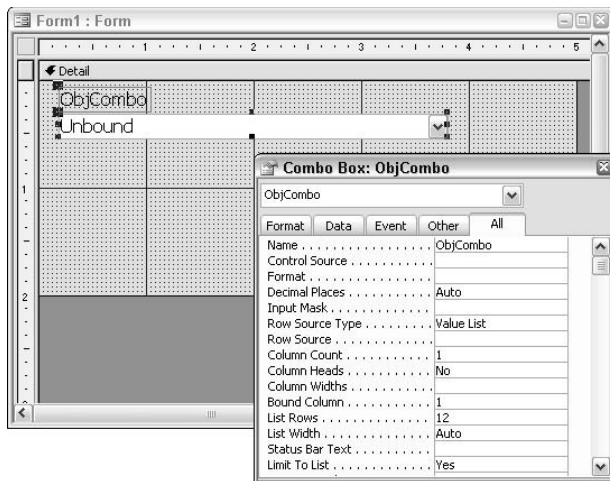 Form1 : Form
1 2 3 4 5
Detail
ObjCombo
Unbound
1
2
Combo Box: ObjCombo
ObjCombo
Format Data Event Other All
Name . . . . . . . . . . . . . . . . . ObjCombo
Control Source . . . . . . . . . . .
Format . . . . . . . . . . . . . . . .
Decimal Places . . . . . . . . . . . Auto
Input Mask . . . . . . . . . . . . .
Row Source Type . . . . . . . . . Value List
Row Source . . . . . . . . . . . . .
Column Count . . . . . . . . . . . 1
Column Heads . . . . . . . . . . . No
Column Widths . . . . . . . . . . .
Bound Column . . . . . . . . . . . 1
List Rows . . . . . . . . . . . . . . 12
List Width . . . . . . . . . . . . . . Auto
Status Bar Text . . . . . . . . . .
Limit To List . . . . . . . . . . . . . Yes